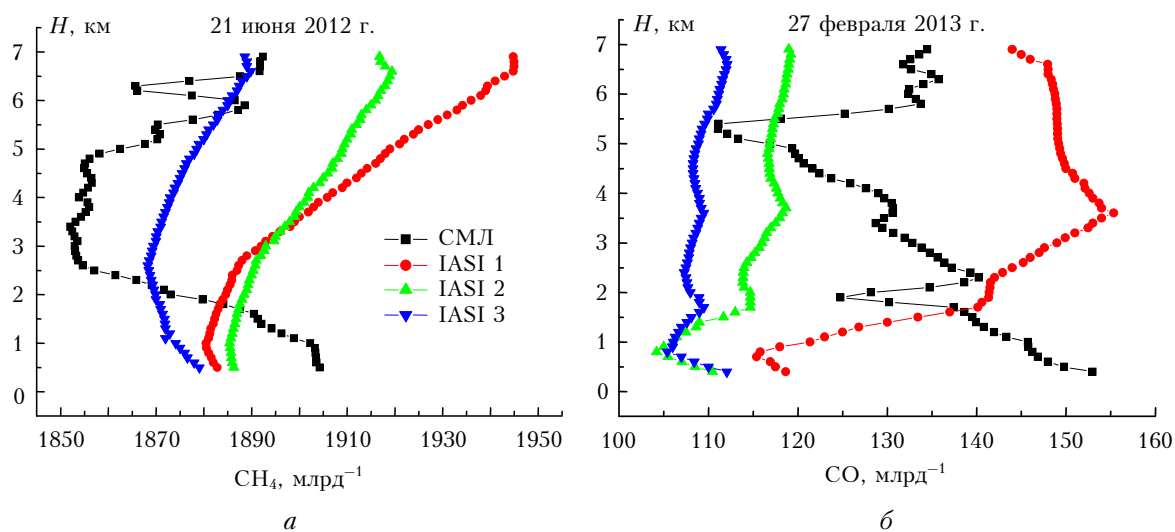 H, км
21 июня 2012 г.
7
6
5
4
3
2
1
0
СМЛ
IASI 1
IASI 2
IASI 3
1850 1870 1890 1910 1930 1950
CH₄, млрд⁻¹
а
H, км
27 февраля 2013 г.
7
6
5
4
3
2
1
0
100 110 120 130 140 150 160
CO, млрд⁻¹
б